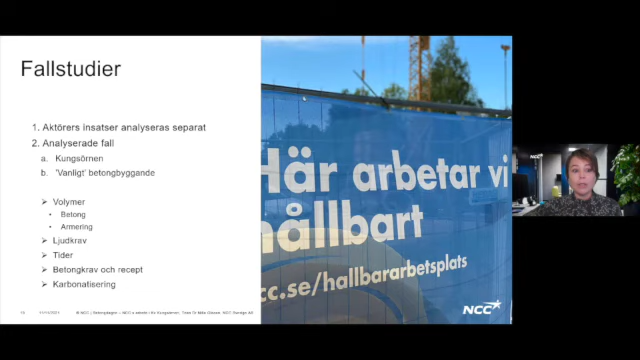 Fallstudier
1. Aktörers insatser analyseras separat
2. Analyserade fall
a. Kungsörnen
b. 'Vanligt' betongbyggande
➢ Volymer
• Betong
• Armering
➢ Ljudkrav
➢ Tider
➢ Betongkrav och recept
➢ Karbonatisering
Här arbetar vi
hållbart
cc.se/hallbararbetsplats
NCC
NCC